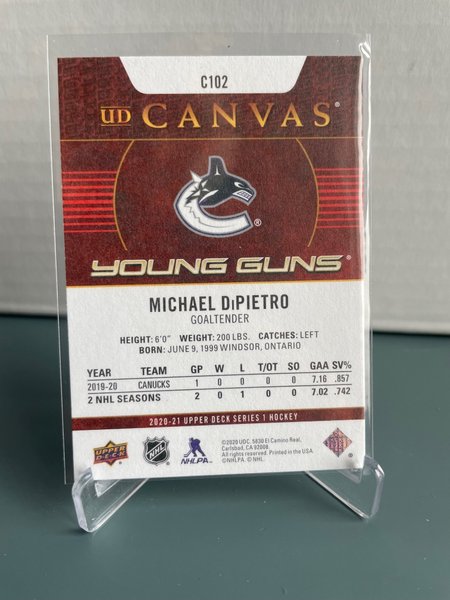 C102
UD CANVAS®
®
YOUNG GUNS®
MICHAEL DiPIETRO
GOALTENDER
HEIGHT: 6'0" WEIGHT: 200 LBS. CATCHES: LEFT
BORN: JUNE 9, 1999 WINDSOR, ONTARIO
YEAR TEAM GP W L T/OT SO GAA SV%
2019-20 CANUCKS 1 0 0 0 0 7.16 .857
2 NHL SEASONS 2 0 1 0 0 7.02 .742
2020-21 UPPER DECK SERIES 1 HOCKEY
UPPER DECK
NHL
NHLPA
©2020 UDC. 5830 El Camino Real,
Carlsbad, CA 92008.
All rights reserved. Printed in the USA.
©NHLPA. © NHL.